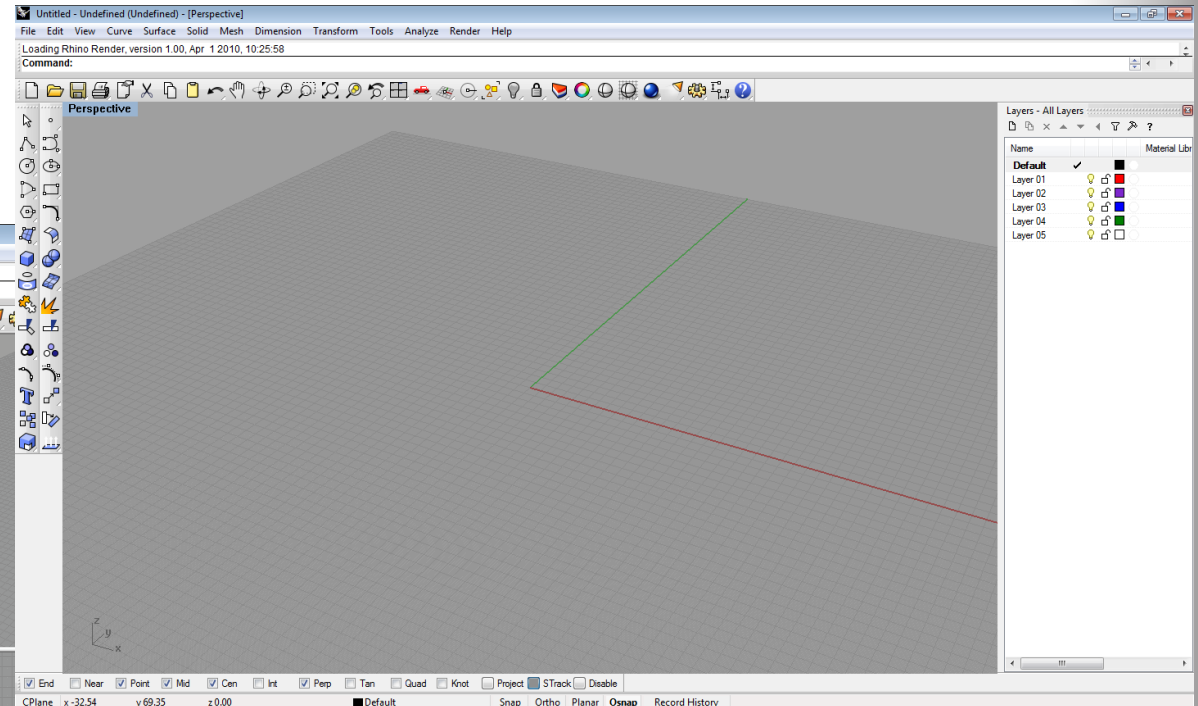 Untitled - Undefined (Undefined) - [Perspective]
File Edit View Curve Surface Solid Mesh Dimension Transform Tools Analyze Render Help
Loading Rhino Render, version 1.00, Apr 1 2010, 10:25:58
Command:
Perspective
Layers - All Layers
Name Material Libr
Default
Layer 01
Layer 02
Layer 03
Layer 04
Layer 05
z
y
x
End Near Point Mid Cen Int Perp Tan Quad Knot Project STrack Disable
CPlane x -32.54 y 69.35 z 0.00 Default Snap Ortho Planar Osnap Record History